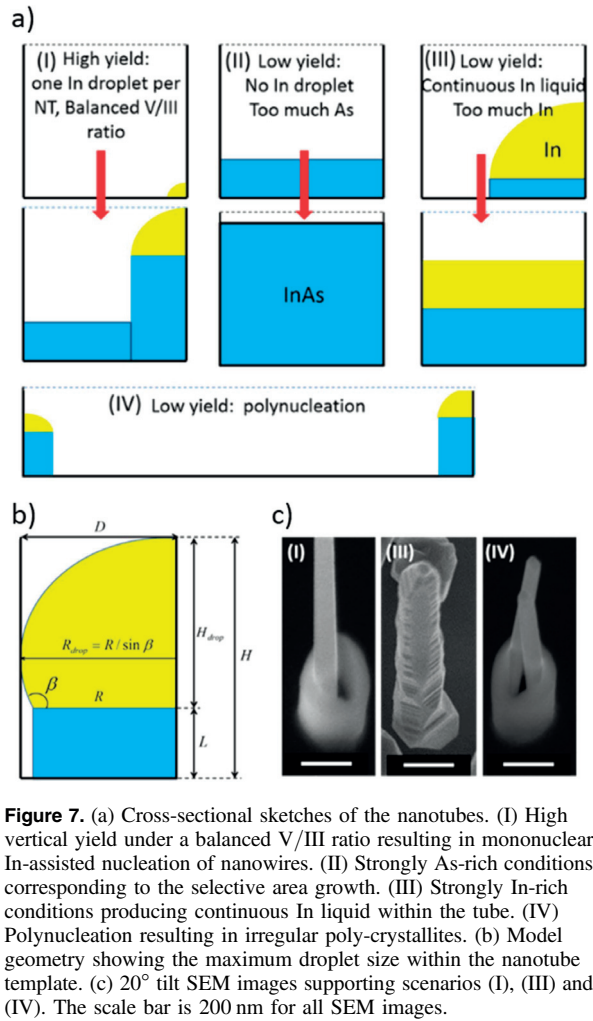 a)
(I) High yield:
one In droplet per
NT, Balanced V/III
ratio
(II) Low yield:
No In droplet
Too much As
(III) Low yield:
Continuous In liquid
Too much In
In
InAs
(IV) Low yield: polynucleation
b)
D
R_drop = R/sin β
H_drop
H
β
R
L
c)
(I)
(III)
(IV)
Figure 7. (a) Cross-sectional sketches of the nanotubes. (I) High
vertical yield under a balanced V/III ratio resulting in mononuclear
In-assisted nucleation of nanowires. (II) Strongly As-rich conditions
corresponding to the selective area growth. (III) Strongly In-rich
conditions producing continuous In liquid within the tube. (IV)
Polynucleation resulting in irregular poly-crystallites. (b) Model
geometry showing the maximum droplet size within the nanotube
template. (c) 20° tilt SEM images supporting scenarios (I), (III) and
(IV). The scale bar is 200 nm for all SEM images.